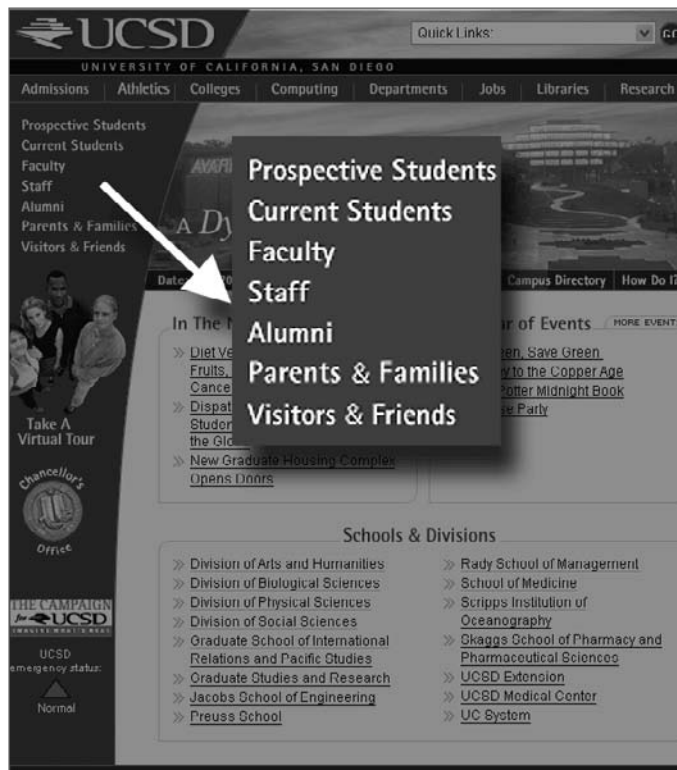 UCSD
Quick Links:
UNIVERSITY OF CALIFORNIA, SAN DIEGO
Admissions Athletics Colleges Computing Departments Jobs Libraries Research
Prospective Students
Current Students
Faculty
Staff
Alumni
Parents & Families
Visitors & Friends
A
Prospective Students
Current Students
Faculty
Staff
Alumni
Parents & Families
Visitors & Friends
Campus Directory How Do I?
In The
of Events
MORE EVENT
Diet
Fruits,
Save Green
to the Copper Age
Midnight Book
Party
the
New Graduate Housing Complex
Opens Doors
Take A
Virtual Tour
Chancellor's
Office
THE CAMPAIGN
for UCSD
IMAGINE WHAT'S NEXT
UCSD
emergency status:
Normal
Schools & Divisions
Division of Arts and Humanities
Division of Biological Sciences
Division of Physical Sciences
Division of Social Sciences
Graduate School of International
Relations and Pacific Studies
Graduate Studies and Research
Jacobs School of Engineering
Preuss School
Rady School of Management
School of Medicine
Scripps Institution of
Oceanography
Skaggs School of Pharmacy and
Pharmaceutical Sciences
UCSD Extension
UCSD Medical Center
UC System